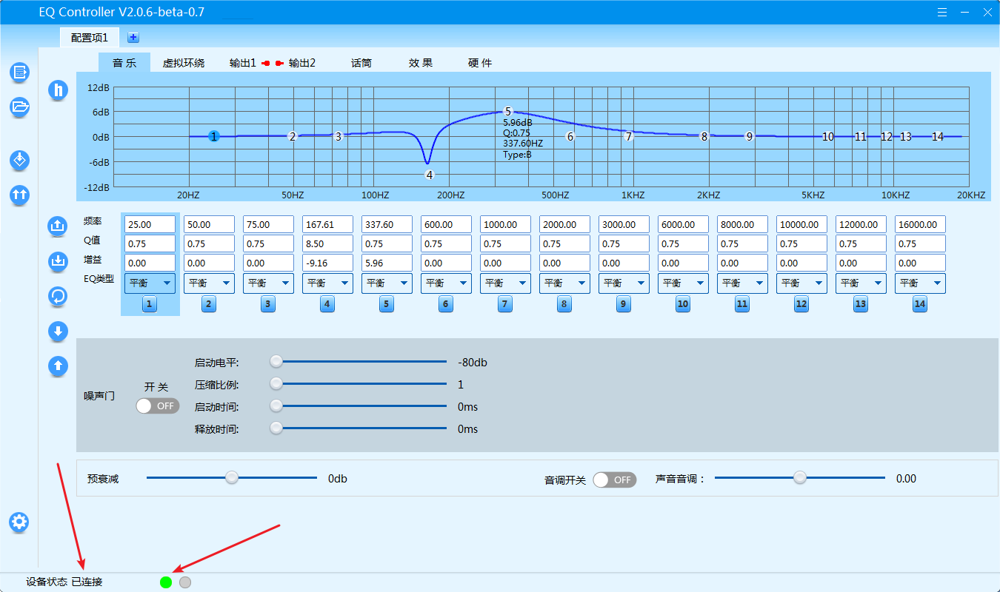 EQ Controller V2.0.6-beta-0.7
配置项1
音 乐 虚拟环绕 输出1 输出2 话筒 效 果 硬 件
12dB
6dB
0dB
-6dB
-12dB
1 2 3 4 5 6 7 8 9 10 11 12 13 14
5.96dB
Q:0.75
337.60HZ
Type:B
20HZ 50HZ 100HZ 200HZ 500HZ 1KHZ 2KHZ 5KHZ 10KHZ 20KHZ
频率 25.00 50.00 75.00 167.61 337.60 600.00 1000.00 2000.00 3000.00 6000.00 8000.00 10000.00 12000.00 16000.00
Q值 0.75 0.75 0.75 8.50 0.75 0.75 0.75 0.75 0.75 0.75 0.75 0.75 0.75 0.75
增益 0.00 0.00 0.00 -9.16 5.96 0.00 0.00 0.00 0.00 0.00 0.00 0.00 0.00 0.00
EQ类型 平衡 平衡 平衡 平衡 平衡 平衡 平衡 平衡 平衡 平衡 平衡 平衡 平衡 平衡
1 2 3 4 5 6 7 8 9 10 11 12 13 14
噪声门
开 关
OFF
启动电平: -80db
压缩比例: 1
启动时间: 0ms
释放时间: 0ms
预衰减 0db 音调开关 OFF 声音音调： 0.00
设备状态 已连接